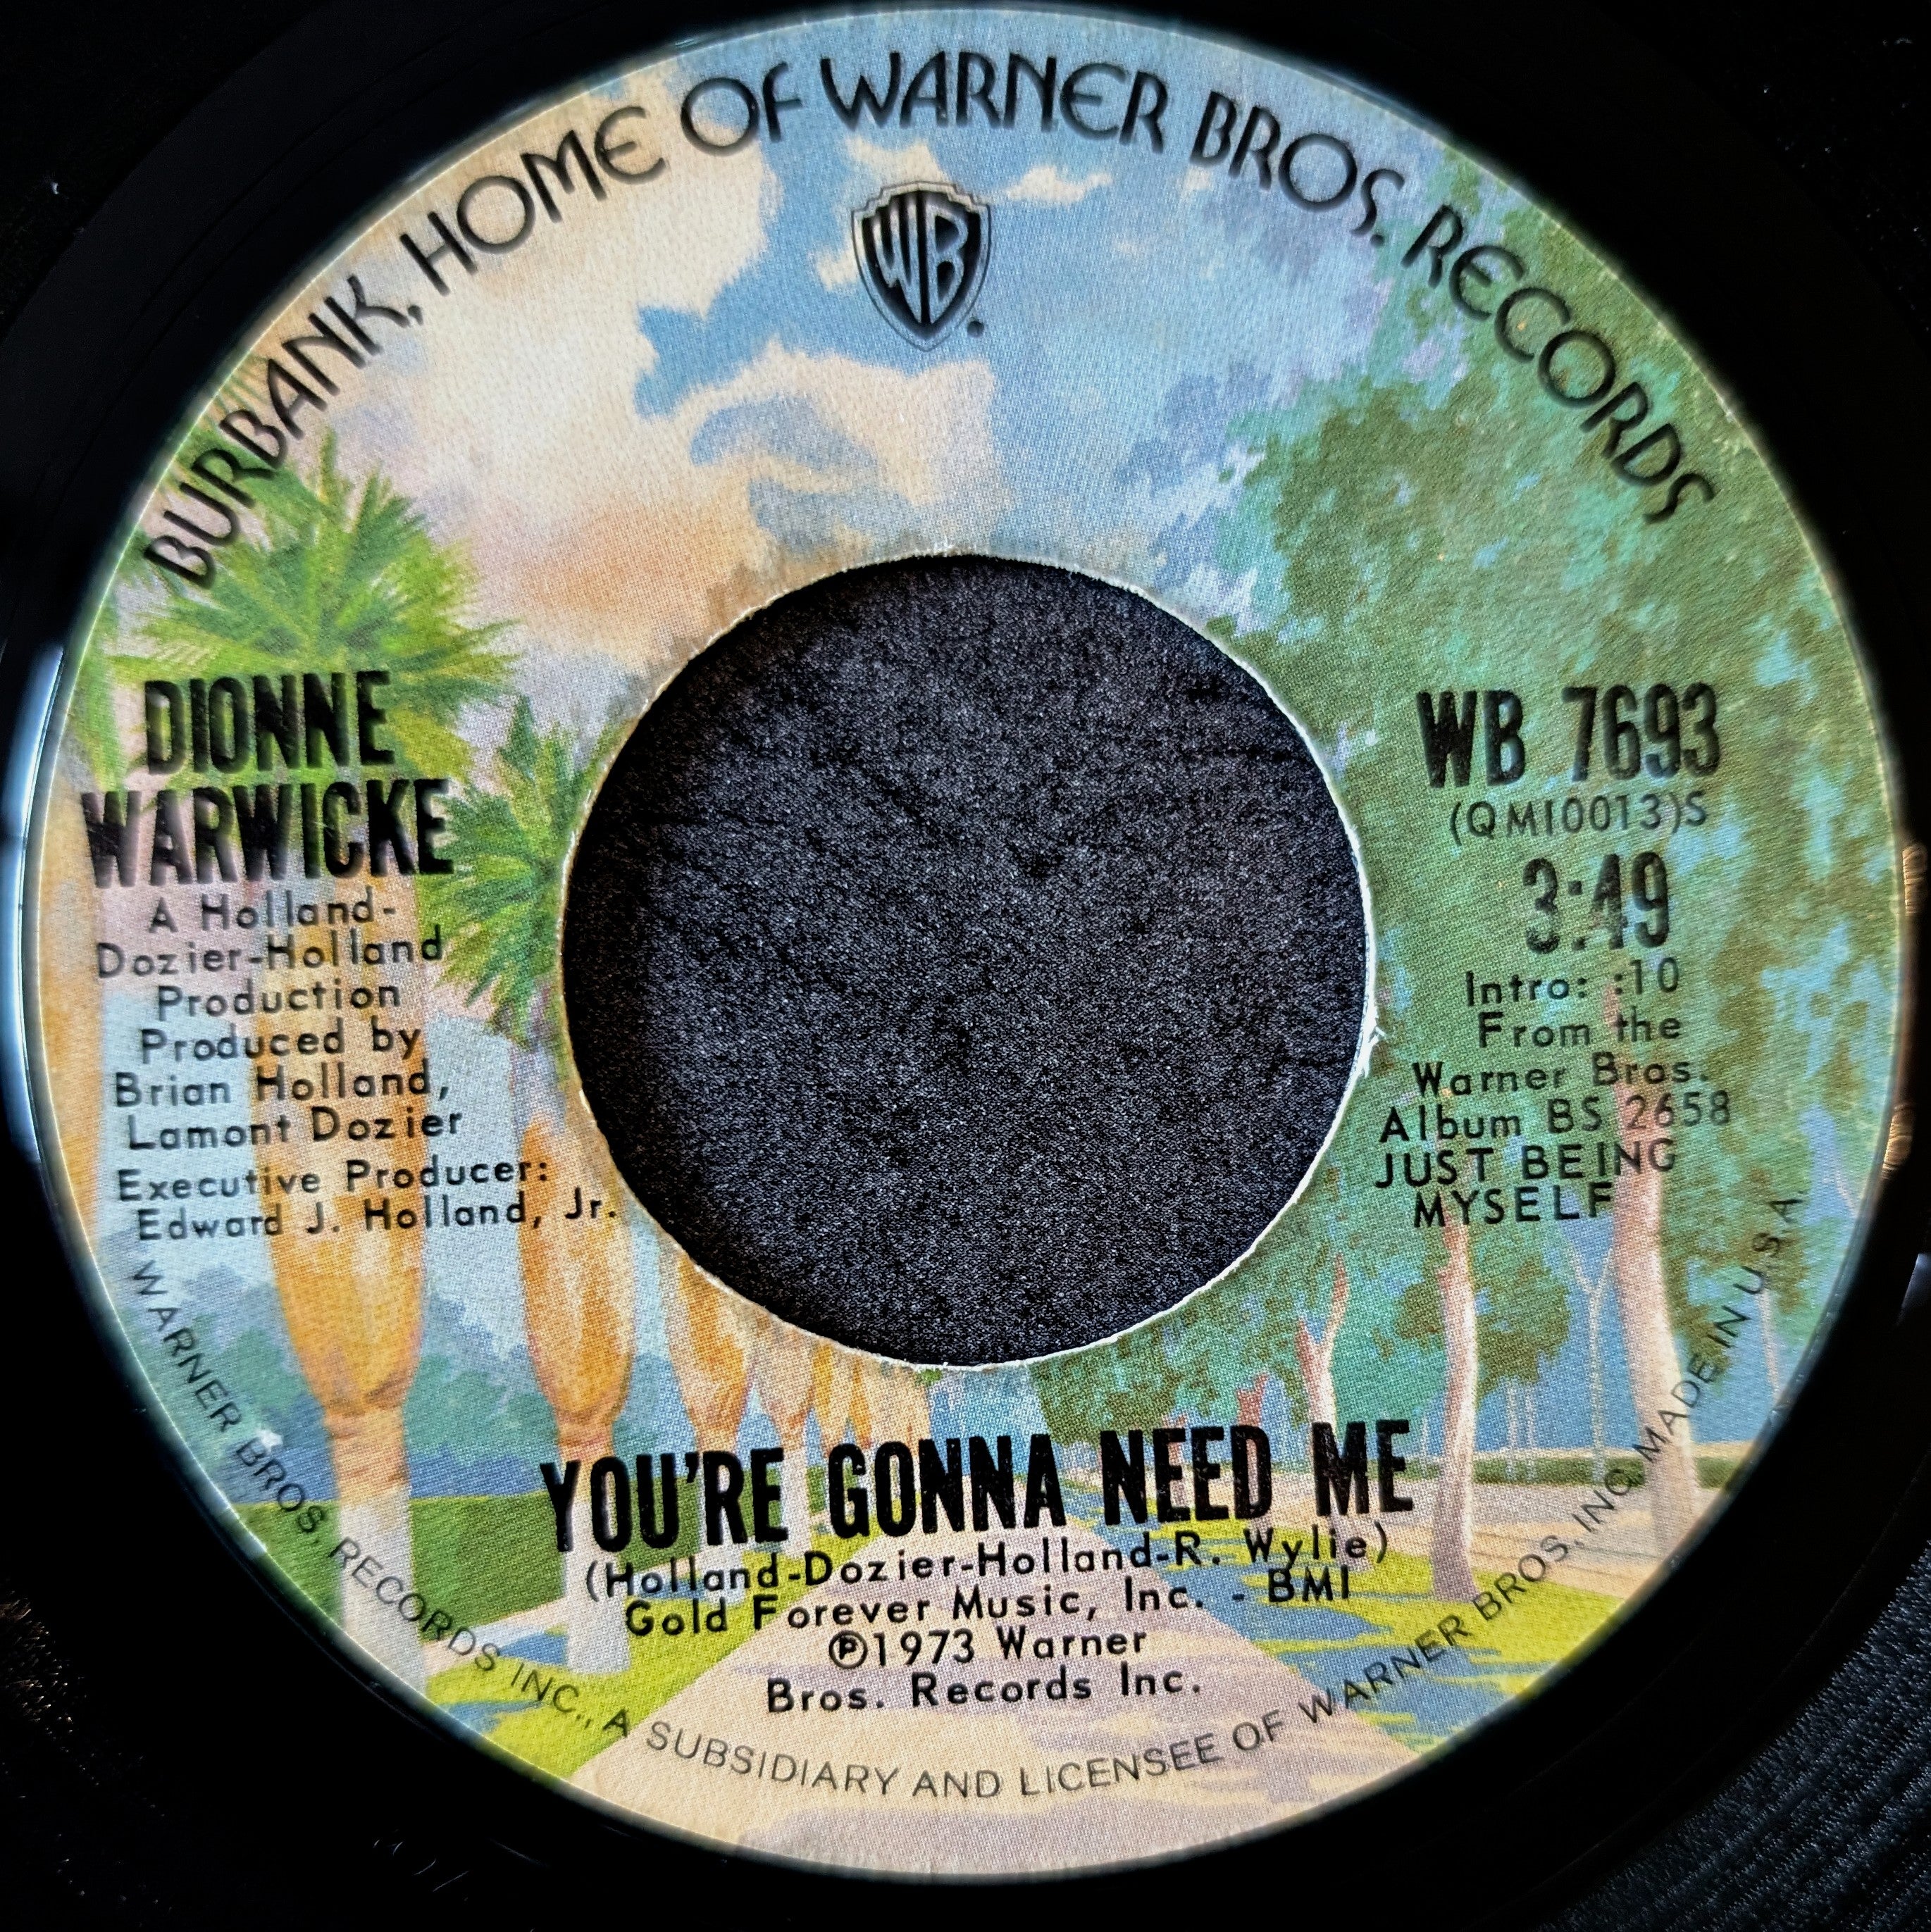 BURBANK, HOME OF WARNER BROS. RECORDS
WB
DIONNE
WARWICKE
A Holland-
Dozier-Holland
Production
Produced by
Brian Holland,
Lamont Dozier
Executive Producer:
Edward J. Holland, Jr.
WB 7693
(QMI0013)S
3:49
Intro: :10
From the
Warner Bros.
Album BS 2658
JUST BEING
MYSELF
YOU'RE GONNA NEED ME
(Holland-Dozier-Holland-R. Wylie)
Gold Forever Music, Inc. - BMI
℗1973 Warner
Bros. Records Inc.
WARNER BROS. RECORDS INC., A SUBSIDIARY AND LICENSEE OF WARNER BROS., INC. MADE IN U.S.A